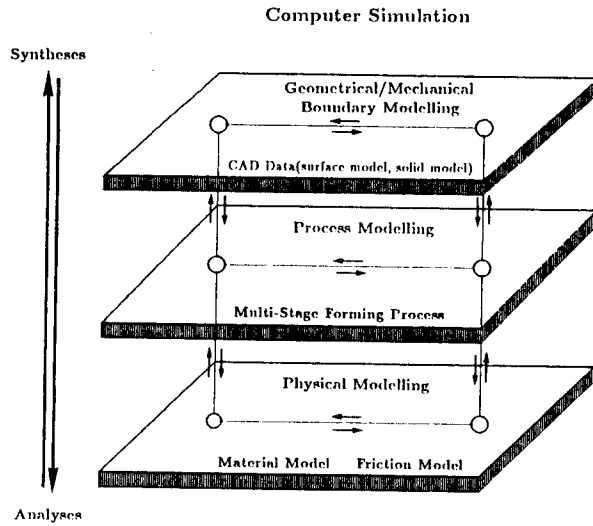 Computer Simulation
Syntheses
Geometrical/Mechanical
Boundary Modelling
CAD Data(surface model, solid model)
Process Modelling
Multi-Stage Forming Process
Physical Modelling
Material Model Friction Model
Analyses